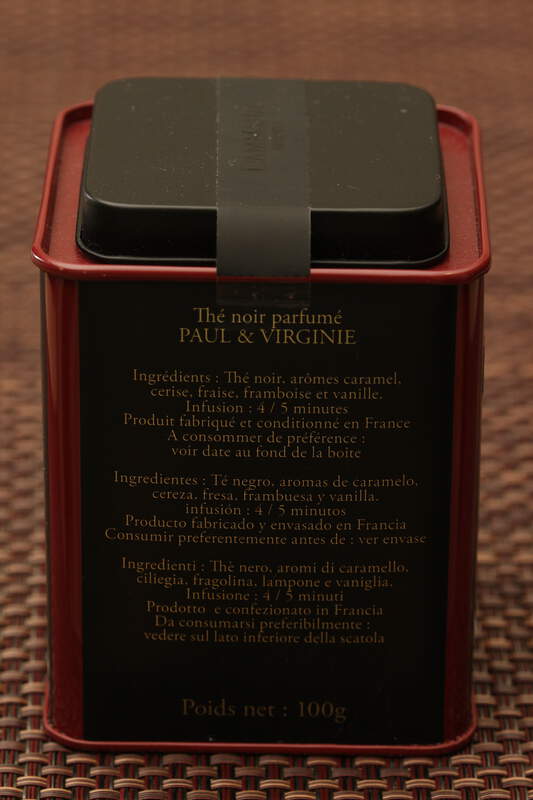 Thé noir parfumé
PAUL & VIRGINIE
Ingrédients : Thé noir, arômes caramel,
cerise, fraise, framboise et vanille.
Infusion : 4 / 5 minutes
Produit fabriqué et conditionné en France
A consommer de préférence :
voir date au fond de la boite
Ingredientes : Té negro, aromas de caramelo,
cereza, fresa, frambuesa y vanilla.
infusión : 4 / 5 minutos
Producto fabricado y envasado en Francia
Consumir preferentemente antes de : ver envase
Ingredienti : Thé nero, aromi di caramello,
ciliegia, fragolina, lampone e vaniglia.
Infusione : 4 / 5 minuti
Prodotto e confezionato in Francia
Da consumarsi preferibilmente :
vedere sul lato inferiore della scatola
Poids net : 100g